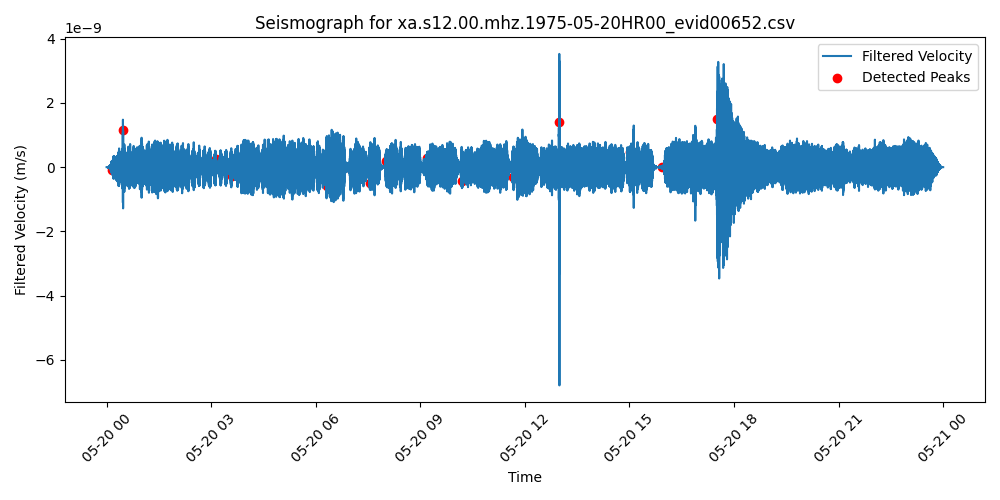 Seismograph for xa.s12.00.mhz.1975-05-20HR00_evid00652.csv
1e−9
Filtered Velocity
Detected Peaks
4
2
0
−2
−4
−6
Filtered Velocity (m/s)
05-20 00
05-20 03
05-20 06
05-20 09
05-20 12
05-20 15
05-20 18
05-20 21
05-21 00
Time